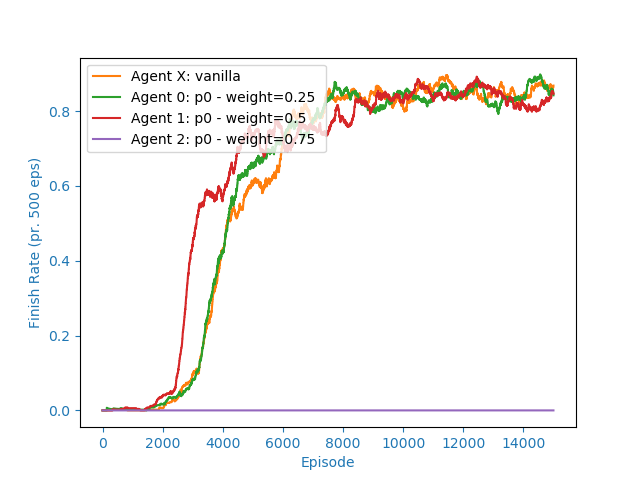 Agent X: vanilla
Agent 0: p0 - weight=0.25
Agent 1: p0 - weight=0.5
Agent 2: p0 - weight=0.75
0.8
0.6
0.4
0.2
0.0
Finish Rate (pr. 500 eps)
0 2000 4000 6000 8000 10000 12000 14000
Episode